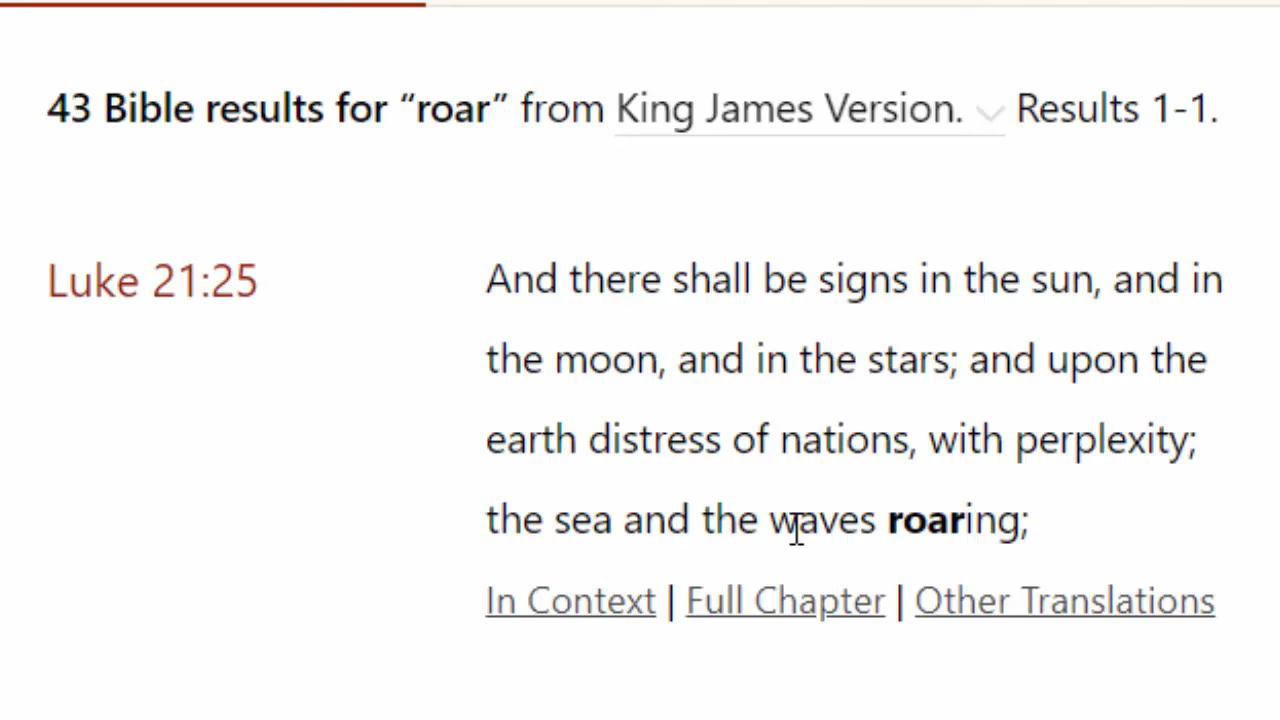 43 Bible results for “roar” from King James Version. Results 1-1.
Luke 21:25
And there shall be signs in the sun, and in
the moon, and in the stars; and upon the
earth distress of nations, with perplexity;
the sea and the waves roaring;
In Context | Full Chapter | Other Translations